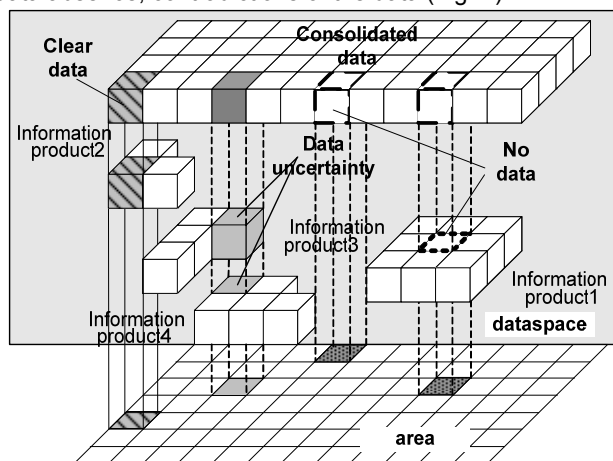 Clear
data
Consolidated
data
Information
product2
Data
uncertainty
No
data
Information
product3
Information
product1
Information
product4
dataspace
area